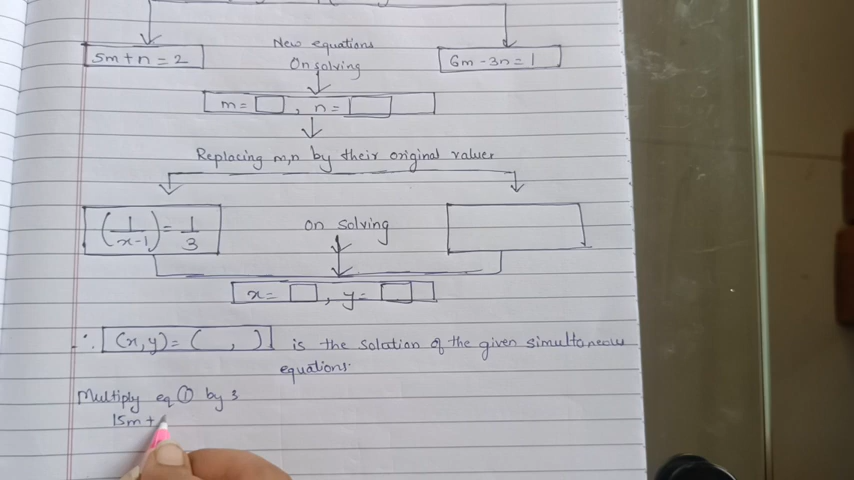 5m + n = 2
New equations
6m - 3n = 1
On solving
m = , n =
Replacing m,n by their original values
(1/x-1) = 1/3
on solving
x = , y =
∴ (x,y) = ( , ) is the solation of the given simultaneous
equations.
Multiply eq ① by 3
15m +